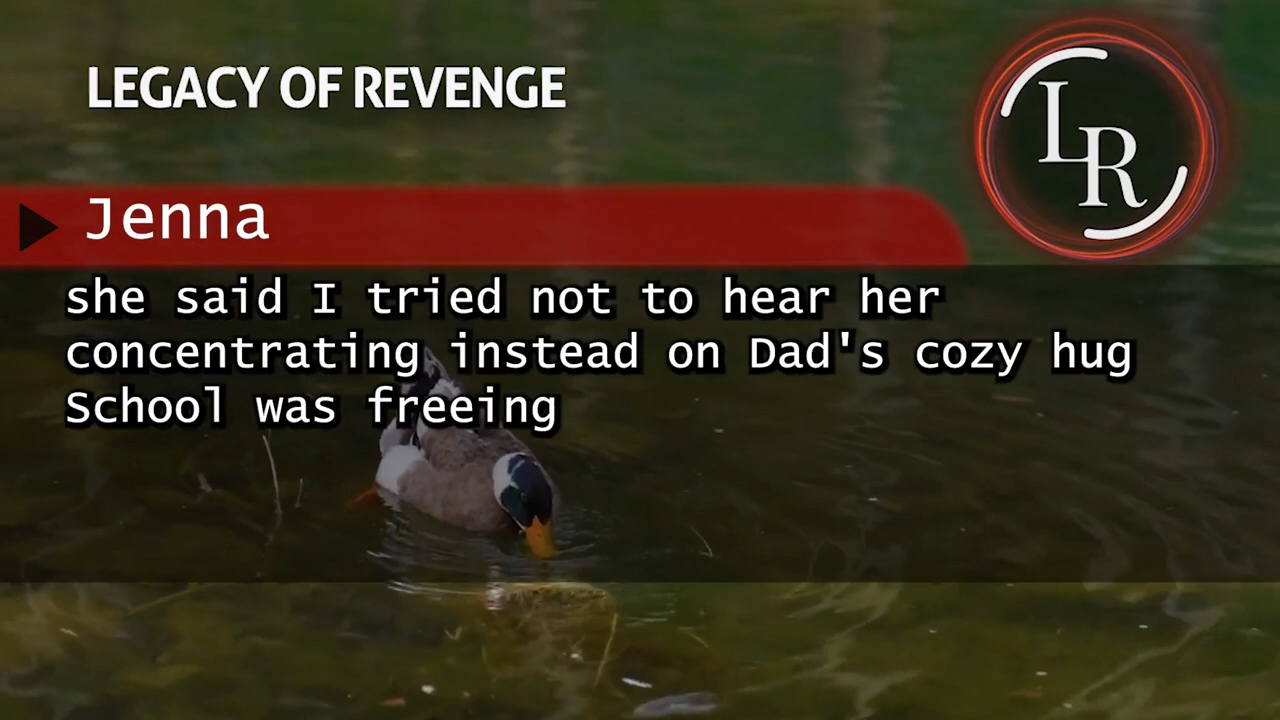 LEGACY OF REVENGE
LR
Jenna
she said I tried not to hear her
concentrating instead on Dad's cozy hug
School was freeing